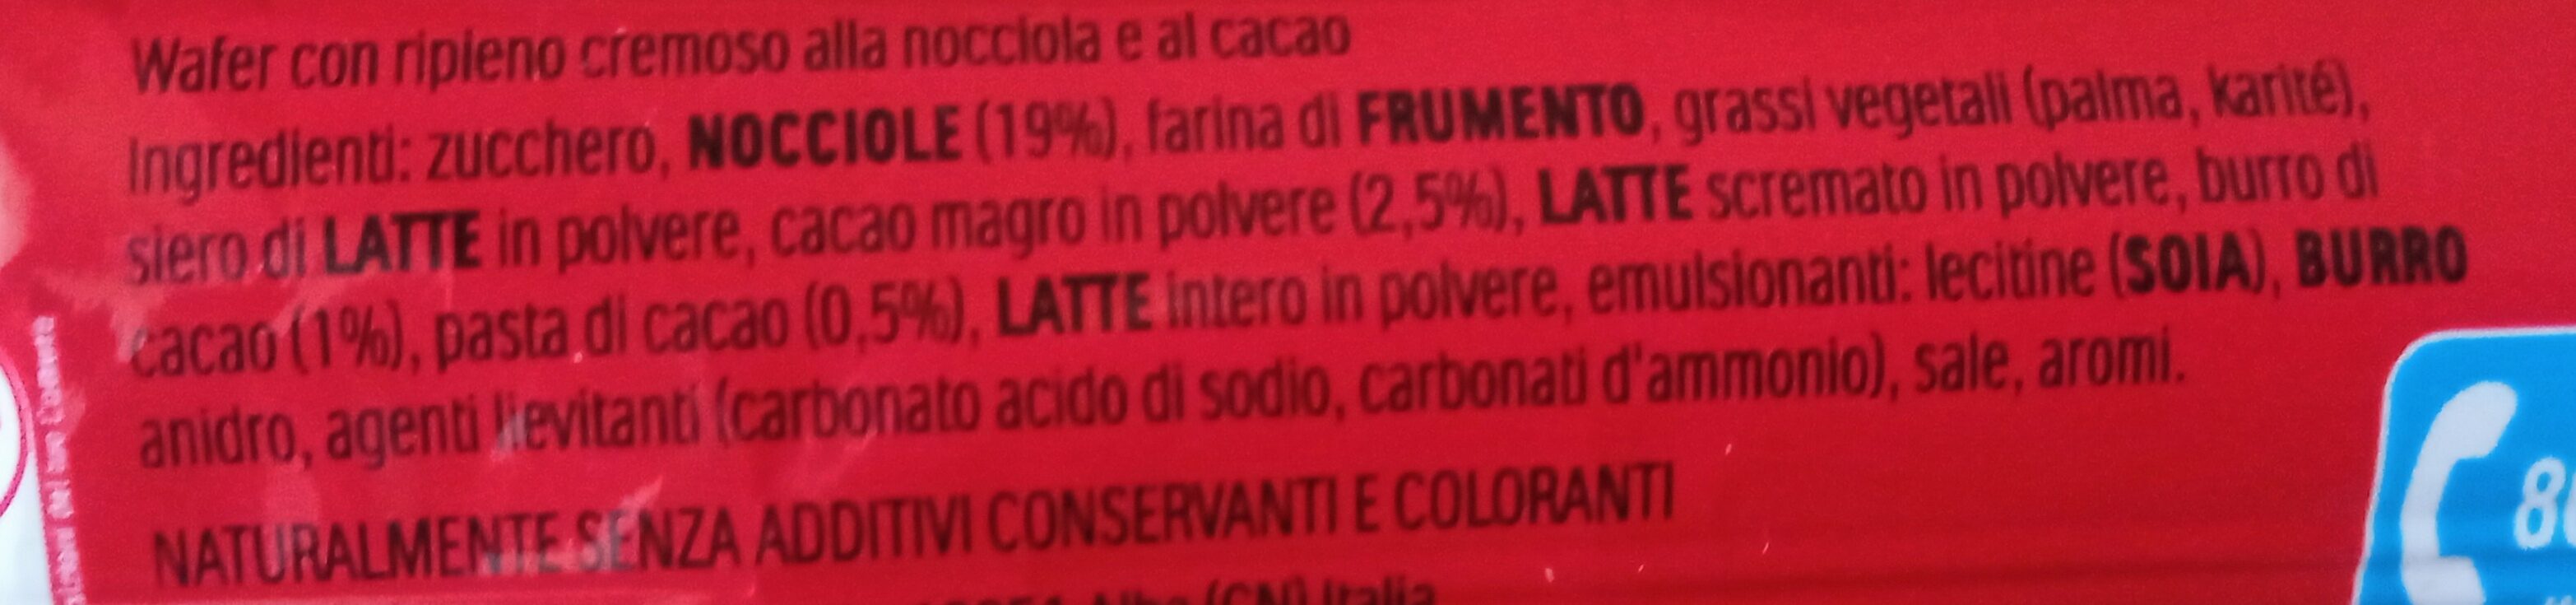 Wafer con ripieno cremoso alla nocciola e al cacao
Ingredienti: zucchero, NOCCIOLE (19%), farina di FRUMENTO, grassi vegetali (palma, karité),
siero di LATTE in polvere, cacao magro in polvere (2,5%), LATTE scremato in polvere, burro di
cacao (1%), pasta di cacao (0,5%), LATTE intero in polvere, emulsionanti: lecitine (SOIA), BURRO
anidro, agenti lievitanti (carbonato acido di sodio, carbonati d'ammonio), sale, aromi.
NATURALMENTE SENZA ADDITIVI CONSERVANTI E COLORANTI
Alba (CN) Italia